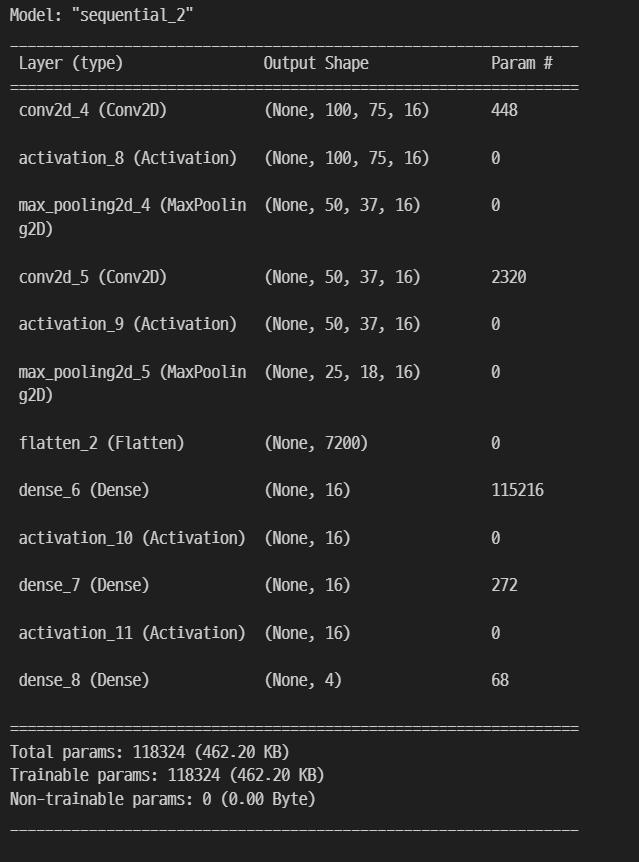 Model: "sequential_2"
_________________________________________________________________
Layer (type) Output Shape Param #
=================================================================
conv2d_4 (Conv2D) (None, 100, 75, 16) 448
activation_8 (Activation) (None, 100, 75, 16) 0
max_pooling2d_4 (MaxPoolin (None, 50, 37, 16) 0
g2D)
conv2d_5 (Conv2D) (None, 50, 37, 16) 2320
activation_9 (Activation) (None, 50, 37, 16) 0
max_pooling2d_5 (MaxPoolin (None, 25, 18, 16) 0
g2D)
flatten_2 (Flatten) (None, 7200) 0
dense_6 (Dense) (None, 16) 115216
activation_10 (Activation) (None, 16) 0
dense_7 (Dense) (None, 16) 272
activation_11 (Activation) (None, 16) 0
dense_8 (Dense) (None, 4) 68
=================================================================
Total params: 118324 (462.20 KB)
Trainable params: 118324 (462.20 KB)
Non-trainable params: 0 (0.00 Byte)
_________________________________________________________________